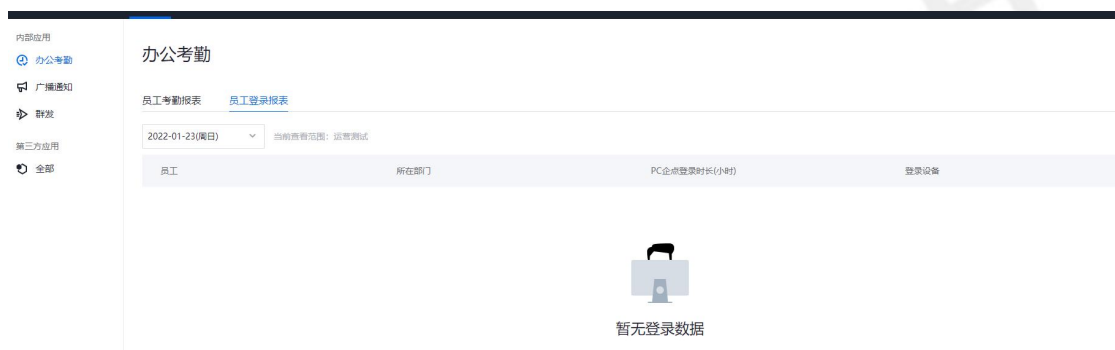 内部应用
办公考勤
广播通知
群发
第三方应用
全部
办公考勤
员工考勤报表 员工登录报表
2022-01-23(周日) 当前查看范围：运营测试
员工 所在部门 PC企点登录时长(小时) 登录设备
暂无登录数据